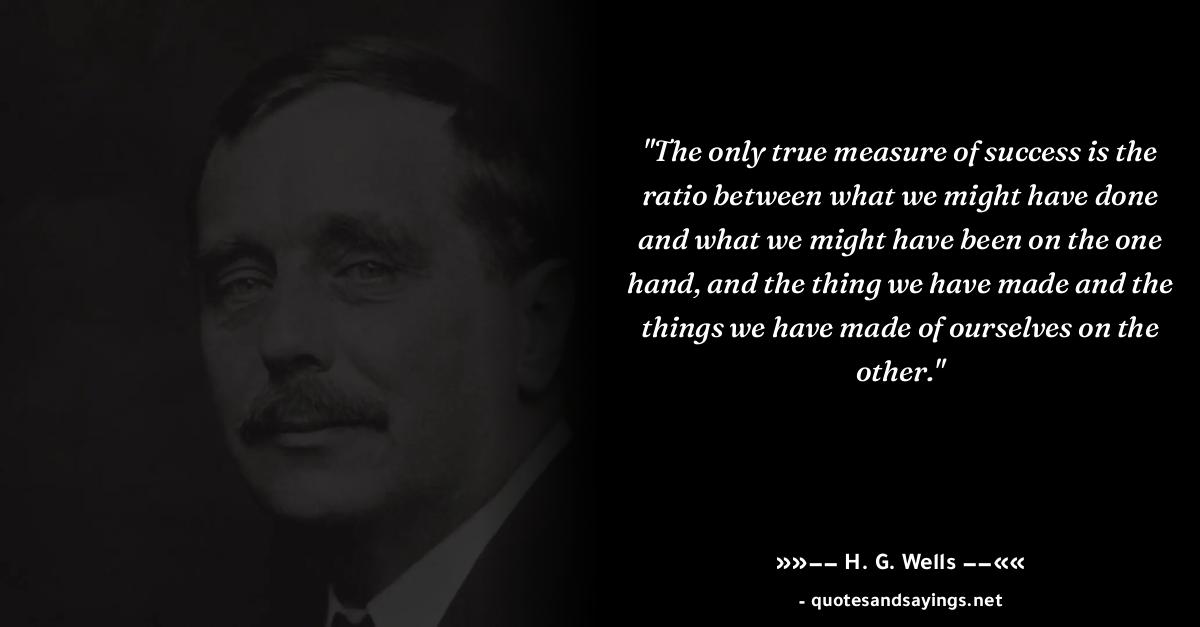 "The only true measure of success is the
ratio between what we might have done
and what we might have been on the one
hand, and the thing we have made and the
things we have made of ourselves on the
other."
»»−− H. G. Wells −−««
- quotesandsayings.net